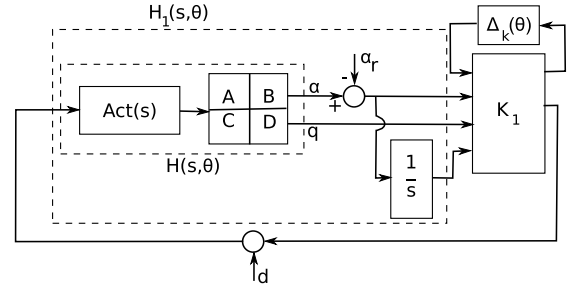 H₁(s,θ)
Δₖ(θ)
αᵣ
-
α
+
Act(s)
A B
C D
q
K₁
H(s,θ)
1
s
d